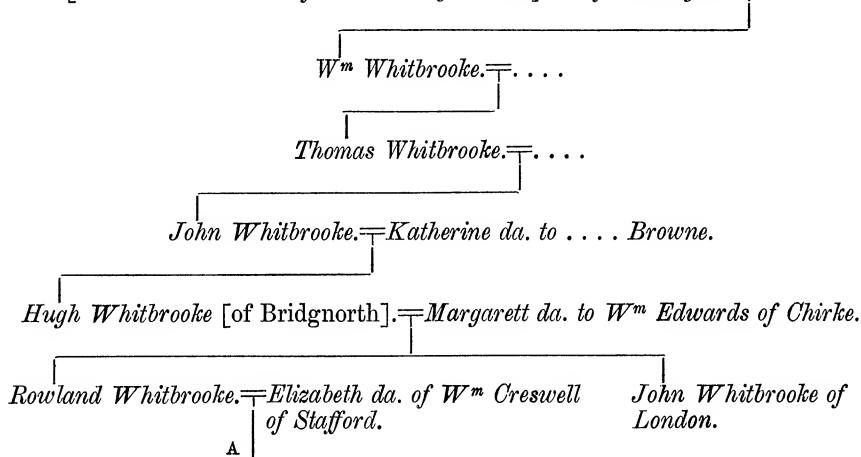 Wm Whitbrooke.=. . . .
Thomas Whitbrooke.=. . . .
John Whitbrooke.=Katherine da. to . . . . Browne.
Hugh Whitbrooke [of Bridgnorth].=Margarett da. to Wm Edwards of Chirke.
Rowland Whitbrooke.=Elizabeth da. of Wm Creswell
of Stafford.
John Whitbrooke of
London.
A